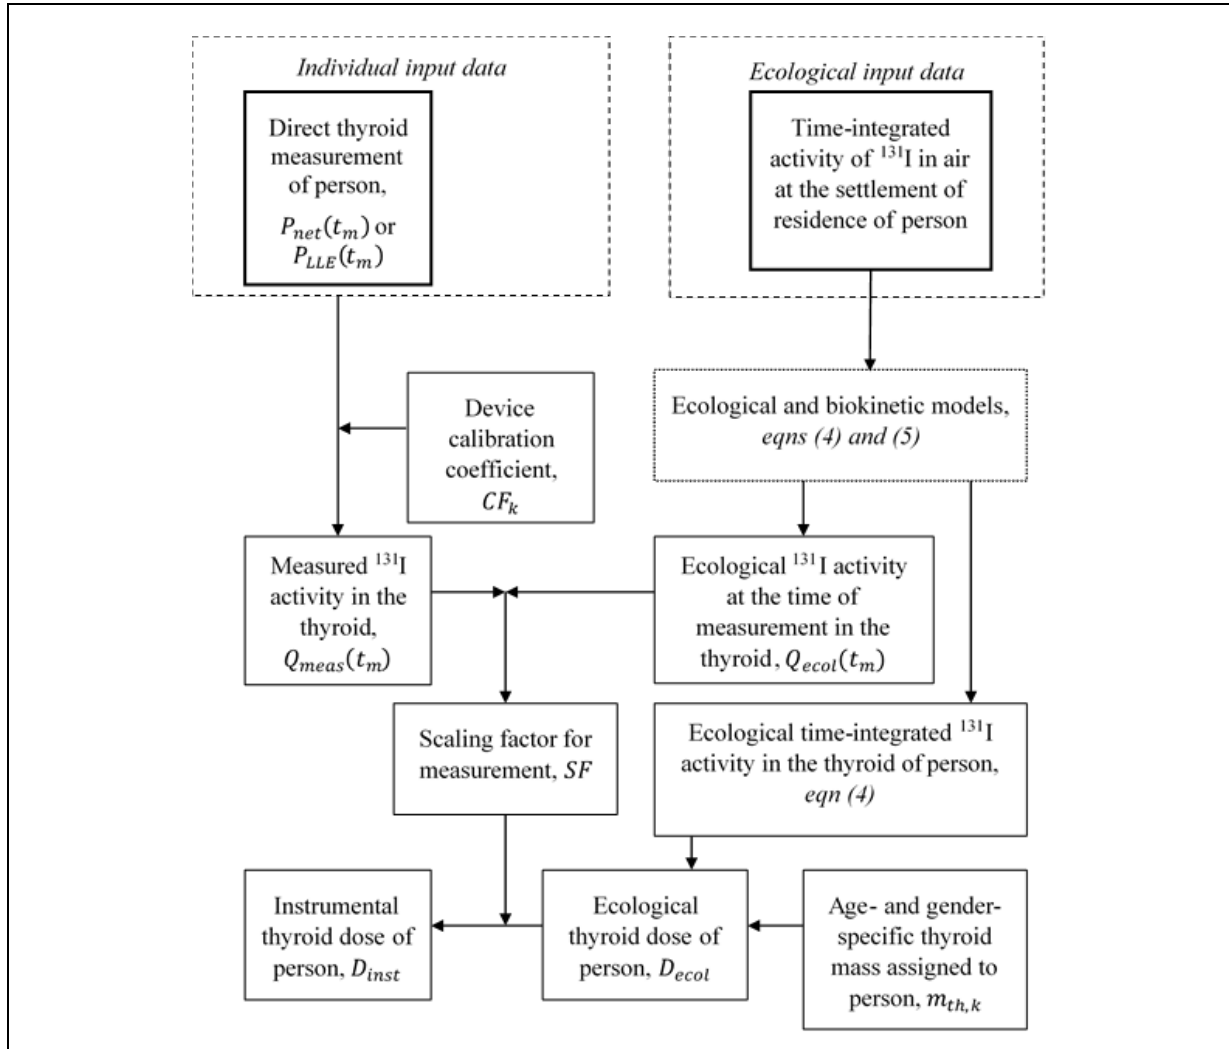 Individual input data
Direct thyroid
measurement
of person,
P_net(t_m) or
P_LLE(t_m)
Ecological input data
Time-integrated
activity of ¹³¹I in air
at the settlement of
residence of person
Device
calibration
coefficient,
CF_k
Ecological and biokinetic models,
eqns (4) and (5)
Measured ¹³¹I
activity in the
thyroid,
Q_meas(t_m)
Ecological ¹³¹I activity
at the time of
measurement in the
thyroid, Q_ecol(t_m)
Scaling factor for
measurement, SF
Ecological time-integrated ¹³¹I
activity in the thyroid of person,
eqn (4)
Instrumental
thyroid dose of
person, D_inst
Ecological
thyroid dose of
person, D_ecol
Age- and gender-
specific thyroid
mass assigned to
person, m_th,k